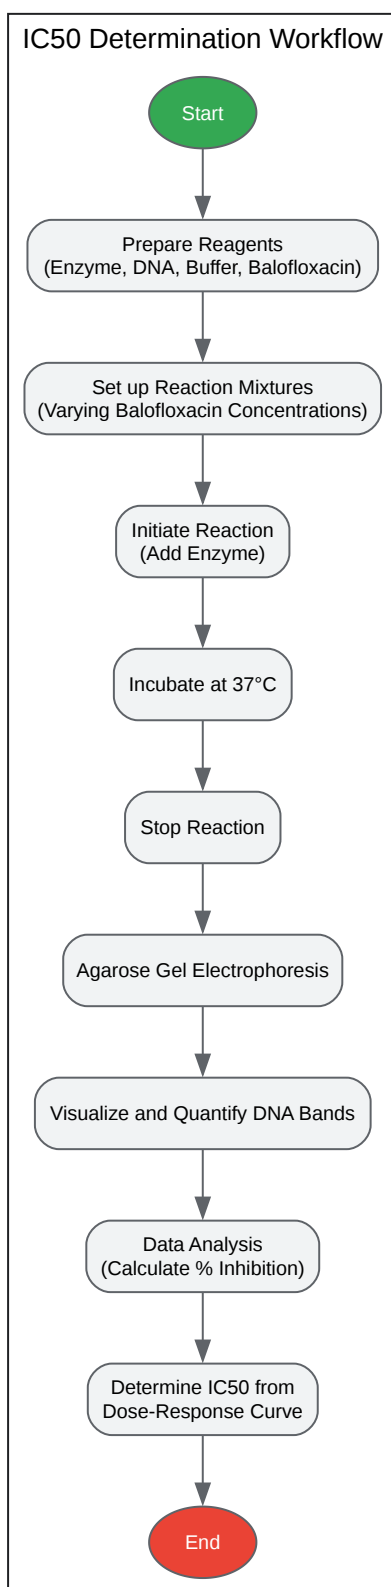 IC50 Determination Workflow
Start
Prepare Reagents
(Enzyme, DNA, Buffer, Balofloxacin)
Set up Reaction Mixtures
(Varying Balofloxacin Concentrations)
Initiate Reaction
(Add Enzyme)
Incubate at 37°C
Stop Reaction
Agarose Gel Electrophoresis
Visualize and Quantify DNA Bands
Data Analysis
(Calculate % Inhibition)
Determine IC50 from
Dose-Response Curve
End